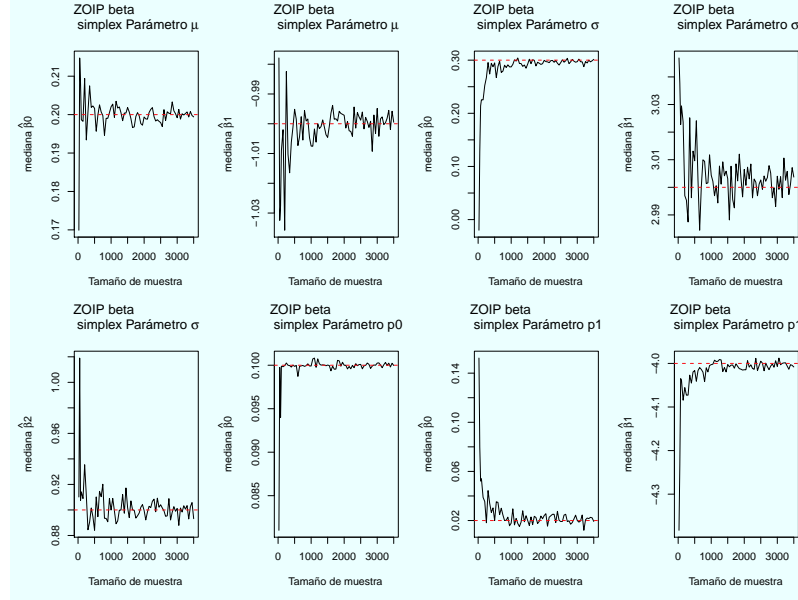 ZOIP beta
simplex Parámetro μ
mediana β̂0
0.17 0.18 0.19 0.20 0.21
0 1000 2000 3000
Tamaño de muestra
ZOIP beta
simplex Parámetro μ
mediana β̂1
−1.03 −1.01 −0.99
0 1000 2000 3000
Tamaño de muestra
ZOIP beta
simplex Parámetro σ
mediana β̂0
0.00 0.10 0.20 0.30
0 1000 2000 3000
Tamaño de muestra
ZOIP beta
simplex Parámetro σ
mediana β̂1
2.99 3.01 3.03
0 1000 2000 3000
Tamaño de muestra
ZOIP beta
simplex Parámetro σ
mediana β̂2
0.88 0.92 0.96 1.00
0 1000 2000 3000
Tamaño de muestra
ZOIP beta
simplex Parámetro p0
mediana β̂0
0.085 0.090 0.095 0.100
0 1000 2000 3000
Tamaño de muestra
ZOIP beta
simplex Parámetro p1
mediana β̂0
0.02 0.06 0.10 0.14
0 1000 2000 3000
Tamaño de muestra
ZOIP beta
simplex Parámetro p1
mediana β̂1
−4.3 −4.2 −4.1 −4.0
0 1000 2000 3000
Tamaño de muestra